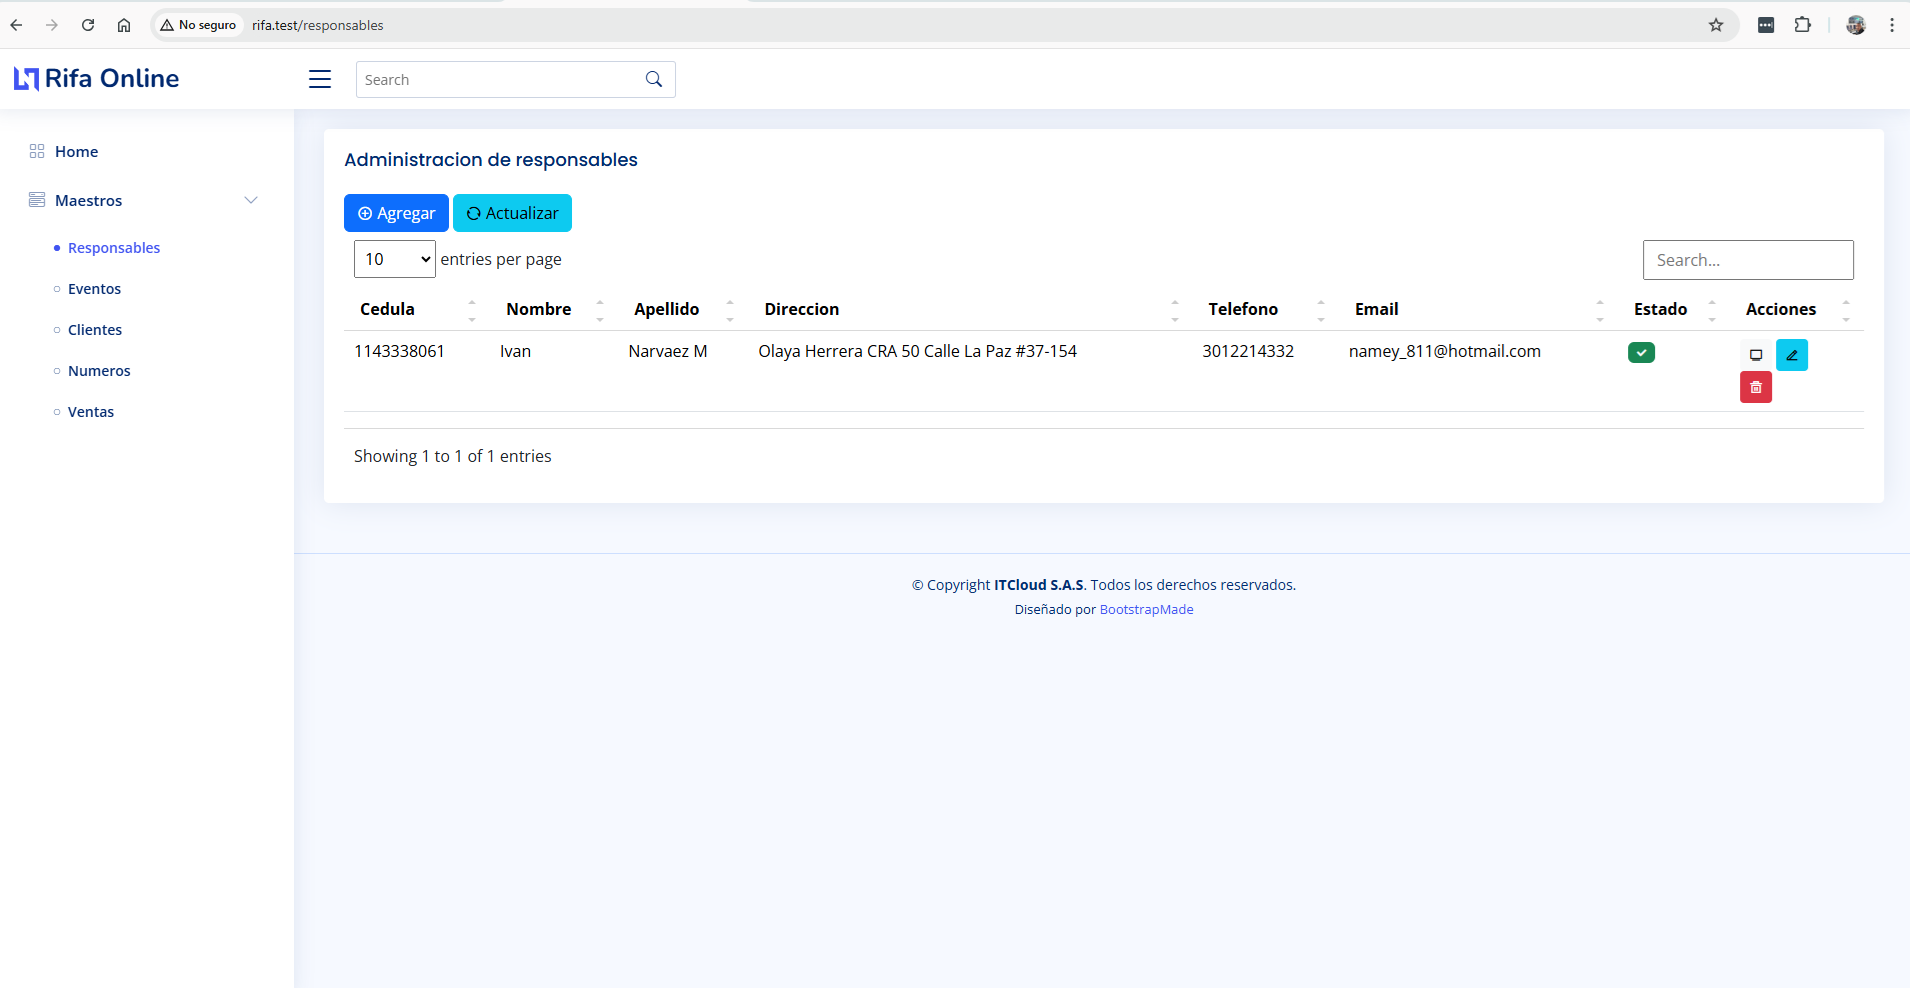 No seguro rifa.test/responsables
Rifa Online
Search
Home
Maestros
Responsables
Eventos
Clientes
Numeros
Ventas
Administracion de responsables
Agregar Actualizar
10 entries per page
Search...
Cedula Nombre Apellido Direccion Telefono Email Estado Acciones
1143338061 Ivan Narvaez M Olaya Herrera CRA 50 Calle La Paz #37-154 3012214332 namey_811@hotmail.com
Showing 1 to 1 of 1 entries
© Copyright ITCloud S.A.S. Todos los derechos reservados.
Diseñado por BootstrapMade